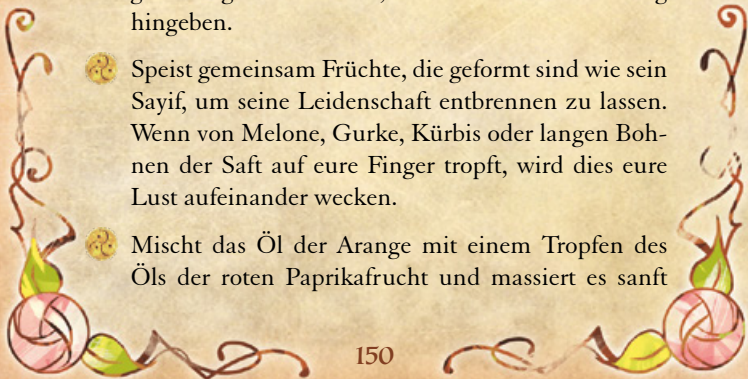 hingeben.
Speist gemeinsam Früchte, die geformt sind wie sein
Sayif, um seine Leidenschaft entbrennen zu lassen.
Wenn von Melone, Gurke, Kürbis oder langen Boh-
nen der Saft auf eure Finger tropft, wird dies eure
Lust aufeinander wecken.
Mischt das Öl der Arange mit einem Tropfen des
Öls der roten Paprikafrucht und massiert es sanft
150